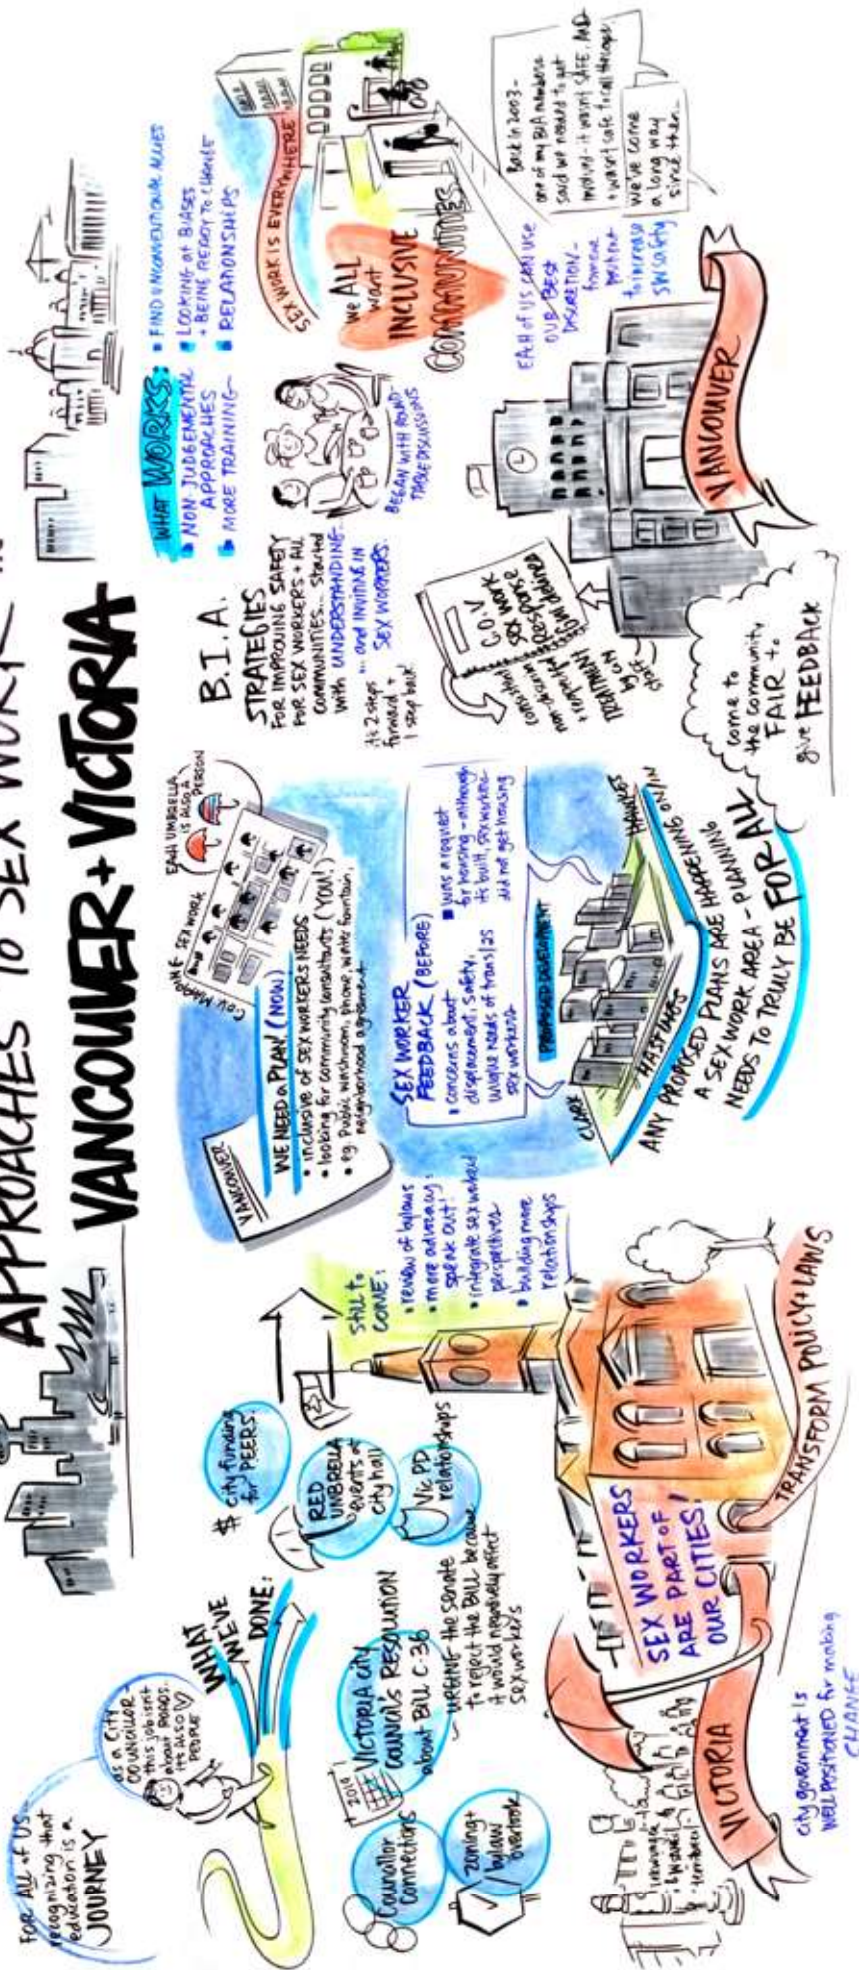 APPROACHES TO SEX WORK IN
VANCOUVER + VICTORIA
FOR ALL of US
recognizing that
education is a
JOURNEY
as a City
COUNCILLOR -
this job isn't
about ROADS.
It's ALSO
PEOPLE
WHAT
WE'VE
DONE:
$ city funding
for PEERS.
RED
UMBRELLA
events at
city hall
Vic PD
relationships
2014
VICTORIA CITY
COUNCIL'S RESOLUTION
about BILL C-36
- URGING the Senate
to reject the BILL because
it would negatively affect
SEX workers
Councillor
Connections
zoning +
bylaw
STILL to
COME:
• review of bylaws
• more advocacy:
speak out!
• integrate sex worker
perspectives
• building more
relationships
SEX WORKERS
ARE PART OF
OUR CITIES!
TRANSFORM POLICY + LAWS
VICTORIA
city government is
WELL POSITIONED for making
CHANGE
VANCOUVER
WE NEED a PLAN! (NOW)
• inclusive of SEX WORKERS NEEDS
• looking for community consultants (YOU!)
• eg. Public washroom, phone, water fountain,
neighborhood agreement
COV MAPPING SEX WORK
EACH UMBRELLA
IS ALSO A
PERSON
SEX WORKER
FEEDBACK (BEFORE)
• concerns about
displacement, safety,
unique needs of trans/2S
sex workers
• was a request
for housing - although
its built, sex workers
did not get housing
PROPOSED DEVELOPMENT
CLARK
HASTINGS
ANY PROPOSED PLANS ARE HAPPENING ON/IN
A SEX WORK AREA - PLANNING
NEEDS TO TRULY BE FOR ALL
B.I.A.
STRATEGIES
FOR IMPROVING SAFETY
FOR SEX WORKERS + ALL
COMMUNITIES... started
with UNDERSTANDING...
... and INVITING IN
SEX WORKERS.
it's 2 steps
forward +
1 step back!
BEGAN WITH ROUND-
TABLE DISCUSSIONS
WHAT WORKS:
• NON-JUDGEMENTAL
APPROACHES
• MORE TRAINING
• FIND UNCONVENTIONAL ALLIES
• LOOKING at BIASES
+ BEING READY TO CHANGE
• RELATIONSHIPS
SEX WORK IS EVERYWHERE
we ALL
want
INCLUSIVE
COMMUNITIES
EACH of US CAN USE
OUR BEST
DISCRETION -
to increase
SW safety
Back in 2003 -
one of my BIA members
said we needed to get
involved - it wasn't SAFE. AND
+ wasn't safe for all the
we've come
a long way
since then...
C.O.V
SEX WORK
RESPONSE
GUIDELINES
consistent
non-discrim
+ respectful
TREATMENT
by city
staff
VANCOUVER
come to
the community
FAIR to
give FEEDBACK